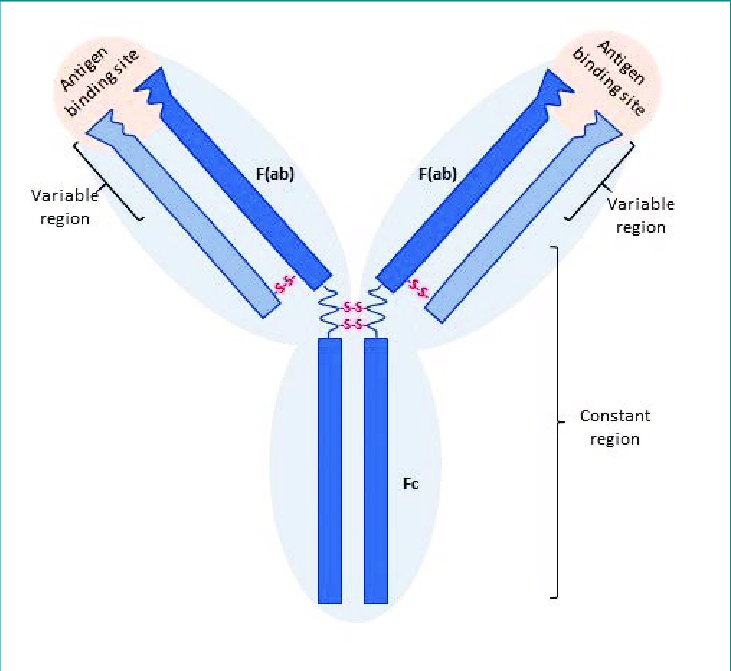 Antigen
binding site
Antigen
binding site
F(ab)
F(ab)
Variable
region
Variable
region
-S-S-
-S-S-
-S-S-
-S-S-
Constant
region
Fc